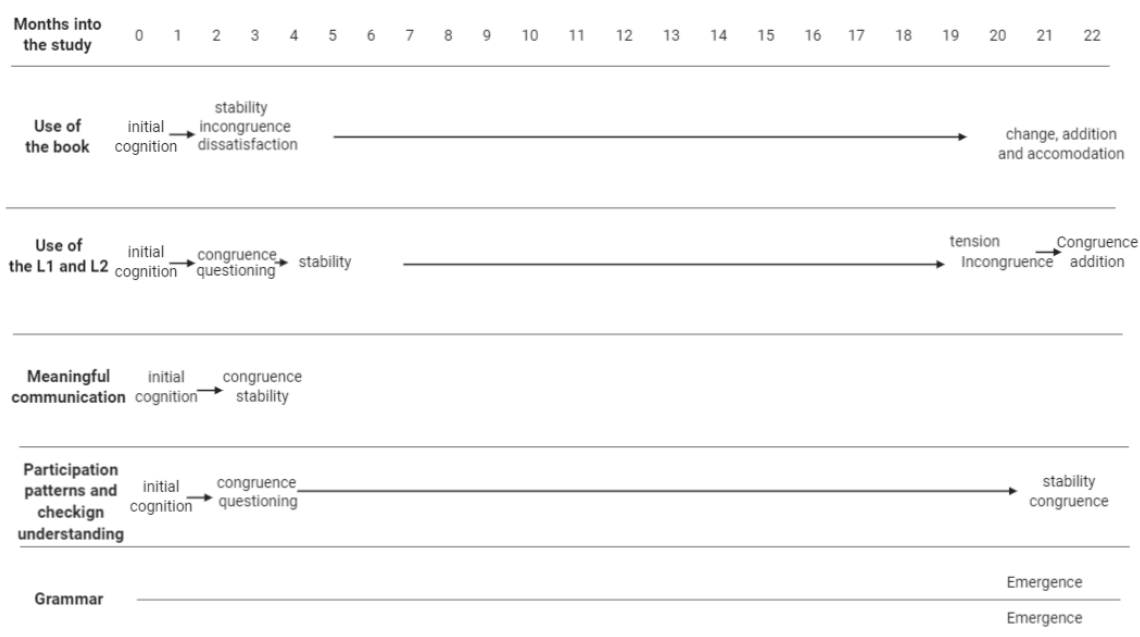 Months into
the study
0 1 2 3 4 5 6 7 8 9 10 11 12 13 14 15 16 17 18 19 20 21 22
Use of
the book
initial
cognition
stability
incongruence
dissatisfaction
change, addition
and accomodation
Use of
the L1 and L2
initial
cognition
congruence
questioning
stability
tension
Incongruence
Congruence
addition
Meaningful
communication
initial
cognition
congruence
stability
Participation
patterns and
checkign
understanding
initial
cognition
congruence
questioning
stability
congruence
Grammar
Emergence
Emergence